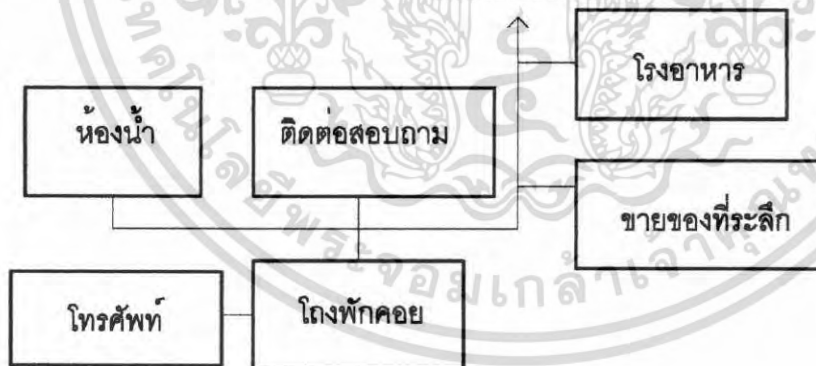 โรงอาหาร
ห้องน้ำ
ติดต่อสอบถาม
ขายของที่ระลึก
โทรศัพท์
โถงพักคอย